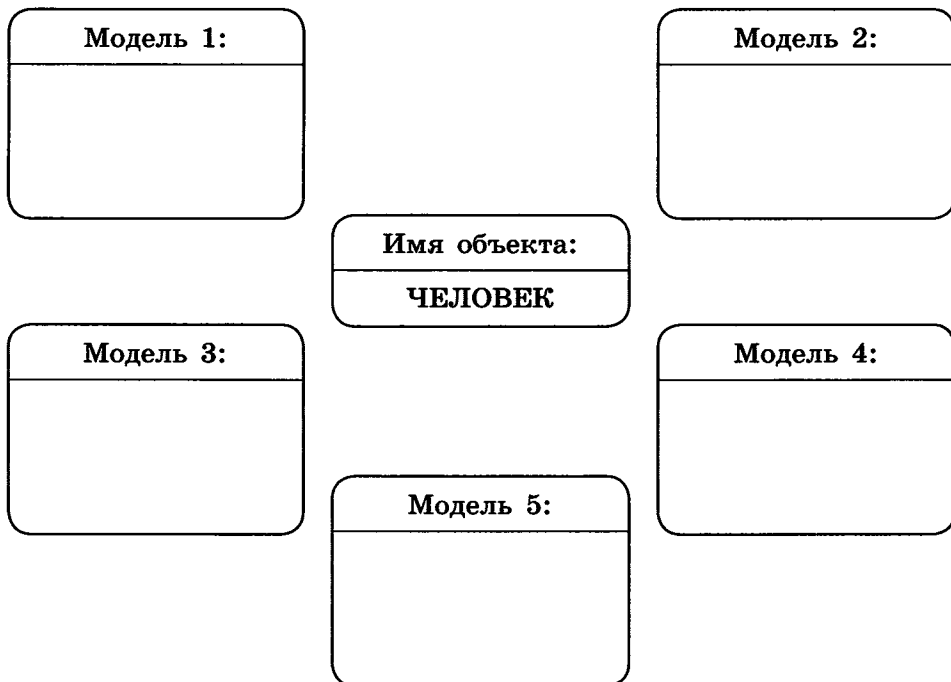 Модель 1:
Модель 2:
Имя объекта:
ЧЕЛОВЕК
Модель 3:
Модель 4:
Модель 5: